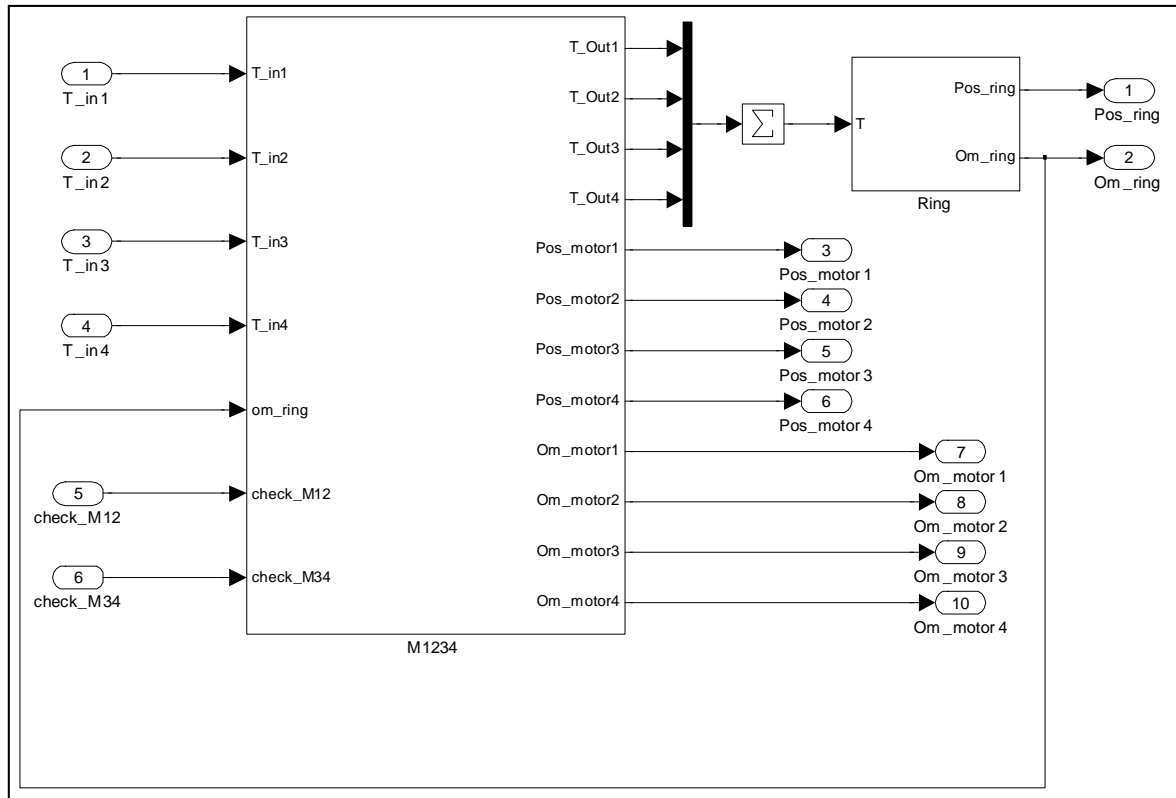 1
T_in1
2
T_in2
3
T_in3
4
T_in4
5
check_M12
6
check_M34
T_in1
T_in2
T_in3
T_in4
om_ring
check_M12
check_M34
T_Out1
T_Out2
T_Out3
T_Out4
Pos_motor1
Pos_motor2
Pos_motor3
Pos_motor4
Om_motor1
Om_motor2
Om_motor3
Om_motor4
M1234
Σ
T
Pos_ring
Om_ring
Ring
1
Pos_ring
2
Om_ring
3
Pos_motor 1
4
Pos_motor 2
5
Pos_motor 3
6
Pos_motor 4
7
Om_motor 1
8
Om_motor 2
9
Om_motor 3
10
Om_motor 4